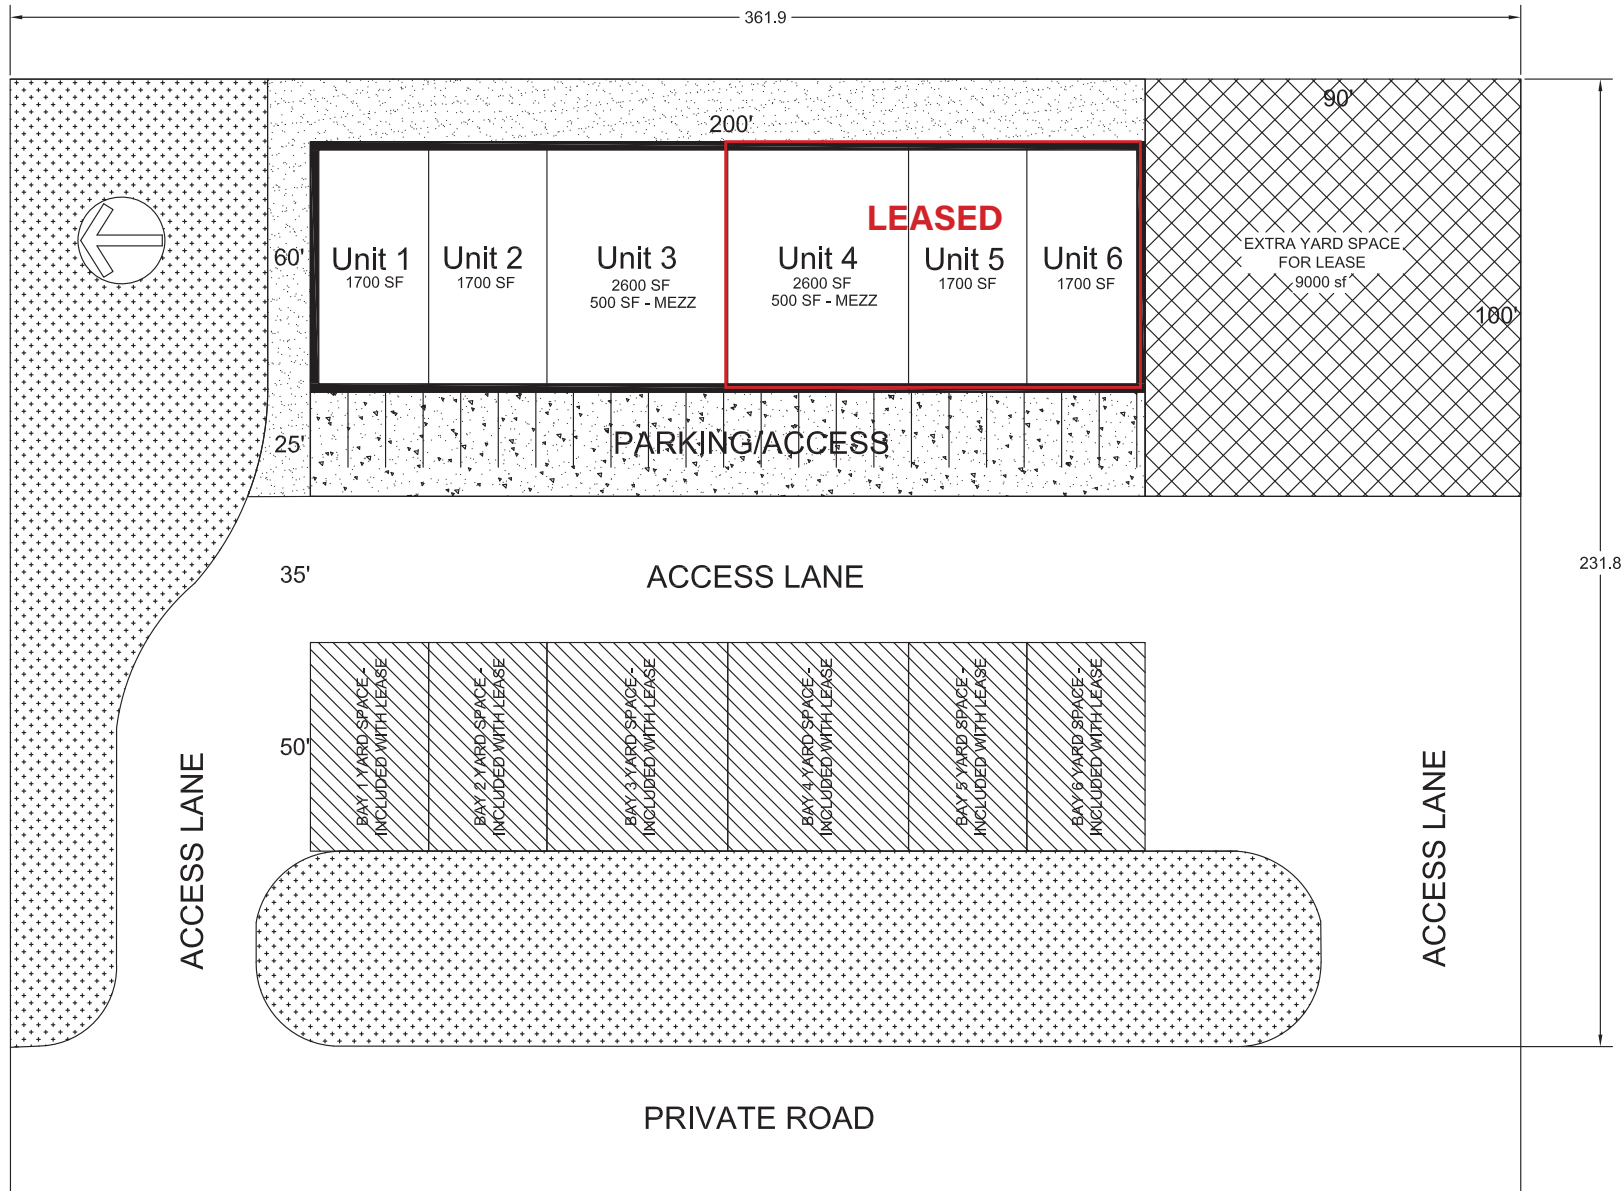 361.9
90'
200'
LEASED
60'
Unit 1
1700 SF
Unit 2
1700 SF
Unit 3
2600 SF
500 SF - MEZZ
Unit 4
2600 SF
500 SF - MEZZ
Unit 5
1700 SF
Unit 6
1700 SF
EXTRA YARD SPACE
FOR LEASE
9000 sf
100'
25'
PARKING/ACCESS
35'
ACCESS LANE
231.8
50'
BAY 1 YARD SPACE -
INCLUDED WITH LEASE
BAY 2 YARD SPACE -
INCLUDED WITH LEASE
BAY 3 YARD SPACE -
INCLUDED WITH LEASE
BAY 4 YARD SPACE -
INCLUDED WITH LEASE
BAY 5 YARD SPACE -
INCLUDED WITH LEASE
BAY 6 YARD SPACE -
INCLUDED WITH LEASE
ACCESS LANE
ACCESS LANE
PRIVATE ROAD